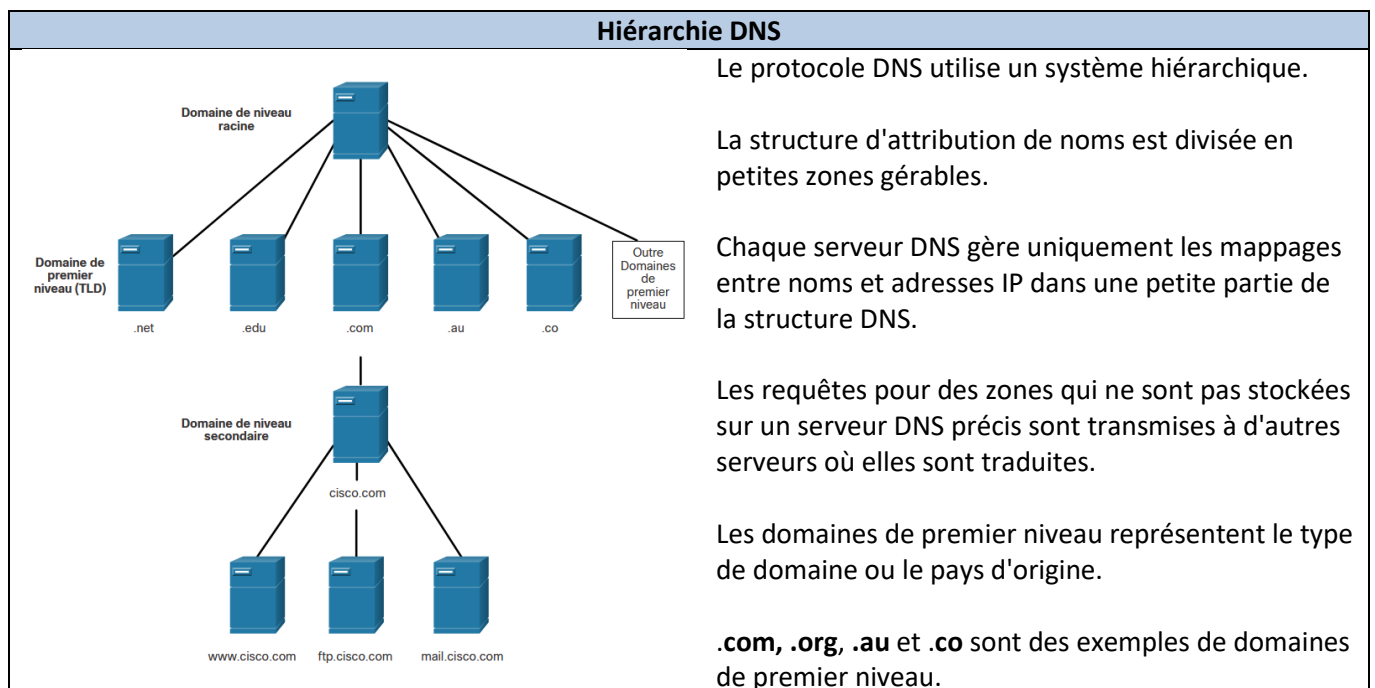 Hiérarchie DNS
Domaine de niveau
racine
Domaine de
premier
niveau (TLD)
.net
.edu
.com
.au
.co
Outre
Domaines
de
premier
niveau
Domaine de niveau
secondaire
cisco.com
www.cisco.com
ftp.cisco.com
mail.cisco.com
Le protocole DNS utilise un système hiérarchique.
La structure d'attribution de noms est divisée en
petites zones gérables.
Chaque serveur DNS gère uniquement les mappages
entre noms et adresses IP dans une petite partie de
la structure DNS.
Les requêtes pour des zones qui ne sont pas stockées
sur un serveur DNS précis sont transmises à d'autres
serveurs où elles sont traduites.
Les domaines de premier niveau représentent le type
de domaine ou le pays d'origine.
.com, .org, .au et .co sont des exemples de domaines
de premier niveau.